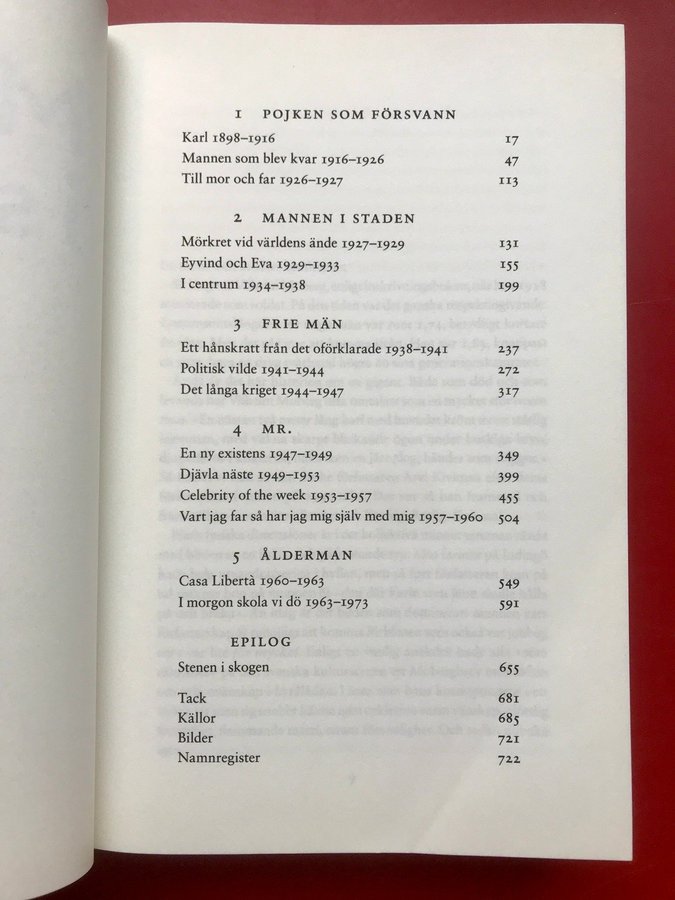 1 POJKEN SOM FÖRSVANN
Karl 1898–1916 17
Mannen som blev kvar 1916–1926 47
Till mor och far 1926–1927 113
2 MANNEN I STADEN
Mörkret vid världens ände 1927–1929 131
Eyvind och Eva 1929–1933 155
I centrum 1934–1938 199
3 FRIE MÄN
Ett hånskratt från det oförklarade 1938–1941 237
Politisk vilde 1941–1944 272
Det långa kriget 1944–1947 317
4 MR.
En ny existens 1947–1949 349
Djävla näste 1949–1953 399
Celebrity of the week 1953–1957 455
Vart jag far så har jag mig själv med mig 1957–1960 504
5 ÅLDERMAN
Casa Libertà 1960–1963 549
I morgon skola vi dö 1963–1973 591
EPILOG
Stenen i skogen 655
Tack 681
Källor 685
Bilder 721
Namnregister 722